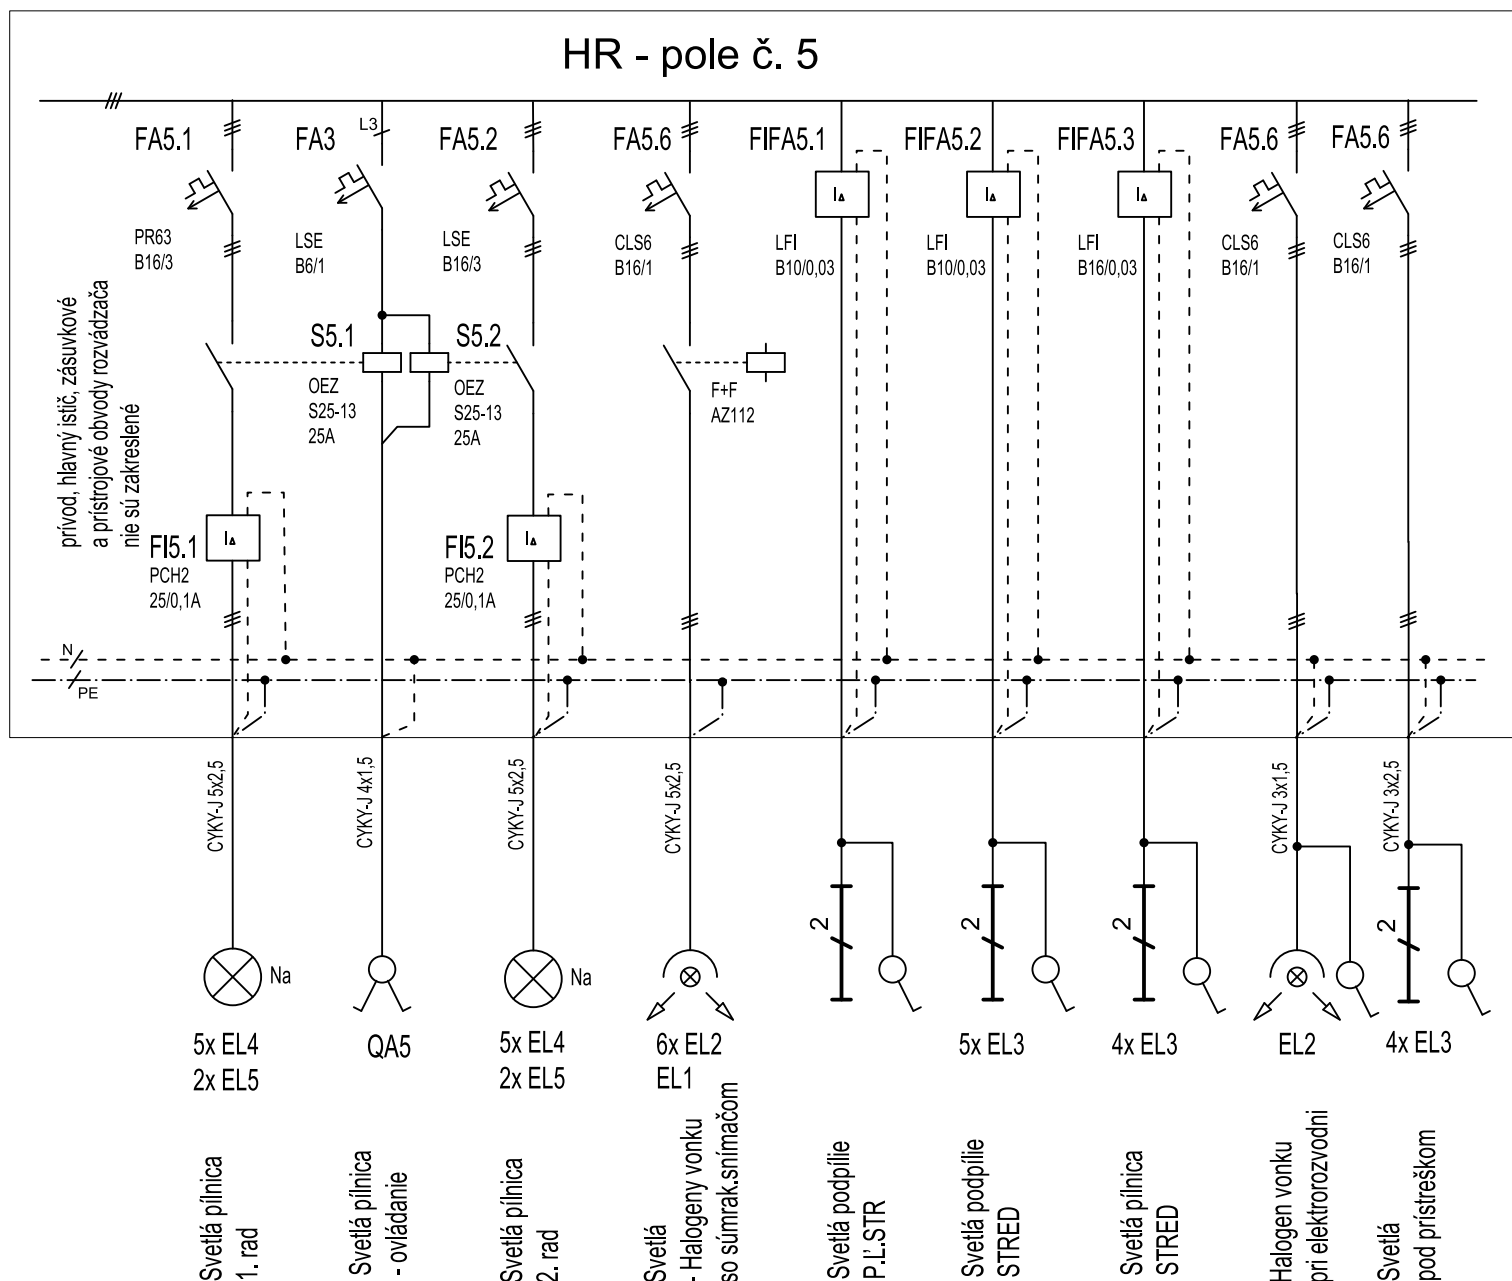 HR - pole č. 5
FA5.1
FA3
L3
FA5.2
FA5.6
FIFA5.1
FIFA5.2
FIFA5.3
FA5.6
FA5.6
I▵
I▵
I▵
PR63
B16/3
LSE
B6/1
LSE
B16/3
CLS6
B16/1
LFI
B10/0,03
LFI
B10/0,03
LFI
B16/0,03
CLS6
B16/1
CLS6
B16/1
prívod, hlavný istič, zásuvkové
a prístrojové obvody rozvádzača
nie sú zakreslené
S5.1
OEZ
S25-13
25A
S5.2
OEZ
S25-13
25A
F+F
AZ112
FI5.1
PCH2
25/0,1A
I▵
FI5.2
PCH2
25/0,1A
I▵
N
PE
CYKY-J 5x2,5
CYKY-J 4x1,5
CYKY-J 5x2,5
CYKY-J 5x2,5
CYKY-J 3x1,5
CYKY-J 3x2,5
2
2
2
2
Na
Na
5x EL4
2x EL5
QA5
5x EL4
2x EL5
6x EL2
EL1
5x EL3
4x EL3
EL2
4x EL3
Svetlá pílnica
1. rad
Svetlá pílnica
- ovládanie
Svetlá pílnica
2. rad
Svetlá
- Halogeny vonku
so súmrak.snímačom
Svetlá podpílie
P.Ľ.STR
Svetlá podpílie
STRED
Svetlá pílnica
STRED
Halogen vonku
pri elektrorozvodni
Svetlá
pod prístreškom